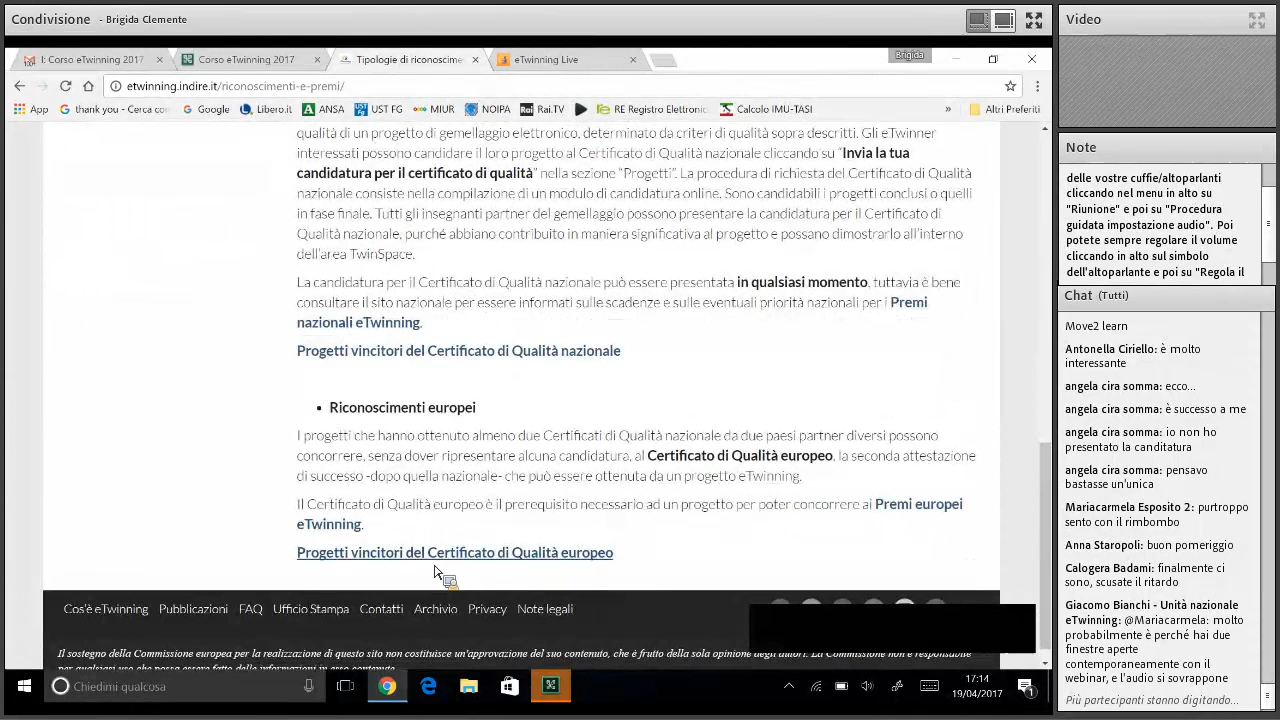 Condivisione - Brigida Clemente
I: Corso eTwinning 2017
Corso eTwinning 2017
Tipologie di riconoscime
eTwinning Live
Brigida
etwinning.indire.it/riconoscimenti-e-premi/
App
thank you - Cerca co
Google
Libero.it
ANSA
UST FG
MIUR
NOIPA
Rai.TV
RE Registro Elettronic
Calcolo IMU-TASI
»
Altri Preferiti
qualità di un progetto di gemellaggio elettronico, determinato da criteri di qualità sopra descritti. Gli eTwinner
interessati possono candidare il loro progetto al Certificato di Qualità nazionale cliccando su “Invia la tua
candidatura per il certificato di qualità” nella sezione “Progetti”. La procedura di richiesta del Certificato di Qualità
nazionale consiste nella compilazione di un modulo di candidatura online. Sono candidabili i progetti conclusi o quelli
in fase finale. Tutti gli insegnanti partner del gemellaggio possono presentare la candidatura per il Certificato di
Qualità nazionale, purché abbiano contribuito in maniera significativa al progetto e possano dimostrarlo all’interno
dell’area TwinSpace.
La candidatura per il Certificato di Qualità nazionale può essere presentata in qualsiasi momento, tuttavia è bene
consultare il sito nazionale per essere informati sulle scadenze e sulle eventuali priorità nazionali per i Premi
nazionali eTwinning.
Progetti vincitori del Certificato di Qualità nazionale
• Riconoscimenti europei
I progetti che hanno ottenuto almeno due Certificati di Qualità nazionale da due paesi partner diversi possono
concorrere, senza dover ripresentare alcuna candidatura, al Certificato di Qualità europeo, la seconda attestazione
di successo -dopo quella nazionale- che può essere ottenuta da un progetto eTwinning.
Il Certificato di Qualità europeo è il prerequisito necessario ad un progetto per poter concorrere ai Premi europei
eTwinning.
Progetti vincitori del Certificato di Qualità europeo
Cos'è eTwinning Pubblicazioni FAQ Ufficio Stampa Contatti Archivio Privacy Note legali
Il sostegno della Commissione europea per la realizzazione di questo sito non costituisce un'approvazione del suo contenuto, che è frutto della sola opinione degli autori. La Commissione non è responsabile
per qualsiasi uso che possa essere fatto delle informazioni in esso contenute.
Chiedimi qualcosa
17:14
19/04/2017
1
Video
Note
delle vostre cuffie/altoparlanti
cliccando nel menu in alto su
"Riunione" e poi su "Procedura
guidata impostazione audio". Poi
potete sempre regolare il volume
cliccando in alto sul simbolo
dell'altoparlante e poi su "Regola il
Chat (Tutti)
Move2 learn
Antonella Ciriello: è molto
interessante
angela cira somma: ecco...
angela cira somma: è successo a me
angela cira somma: io non ho
presentato la canditatura
angela cira somma: pensavo
bastasse un'unica
Mariacarmela Esposito 2: purtroppo
sento con il rimbombo
Anna Staropoli: buon pomeriggio
Calogera Badami: finalmente ci
sono, scusate il ritardo
Giacomo Bianchi - Unità nazionale
eTwinning: @Mariacarmela: molto
probabilmente è perché hai due
finestre aperte
contemporaneamente con il
webinar, e l'audio si sovrappone
Più partecipanti stanno digitando...